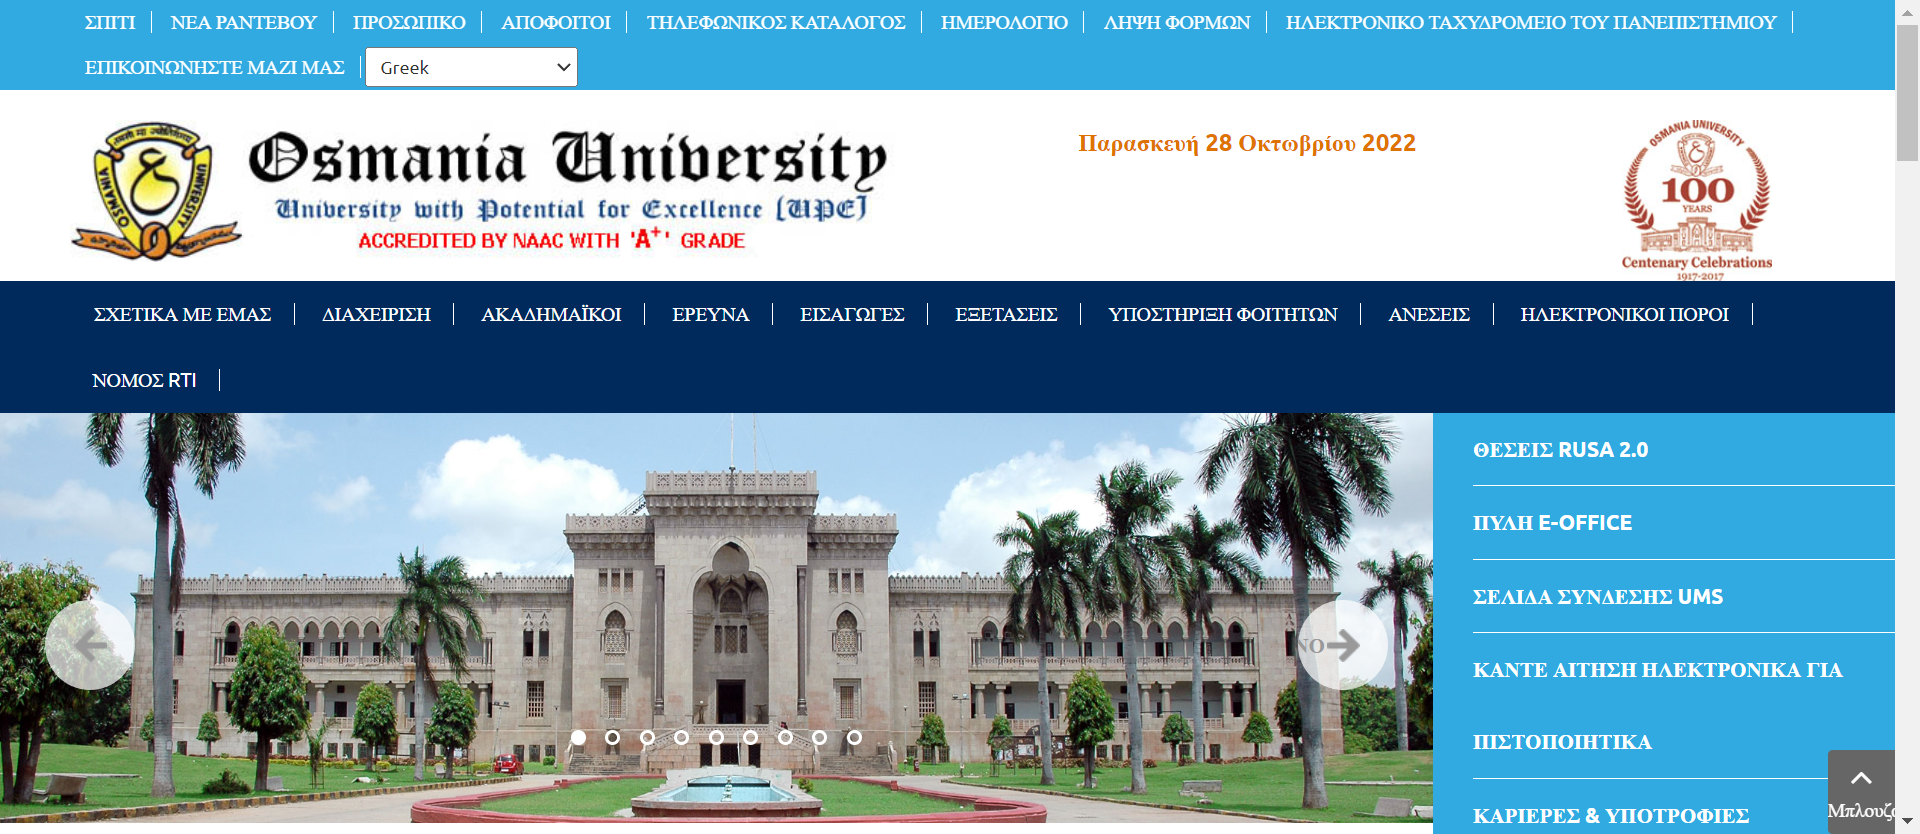 ΣΠΙΤΙ ΝΕΑ ΡΑΝΤΕΒΟΥ ΠΡΟΣΩΠΙΚΟ ΑΠΟΦΟΙΤΟΙ ΤΗΛΕΦΩΝΙΚΟΣ ΚΑΤΑΛΟΓΟΣ ΗΜΕΡΟΛΟΓΙΟ ΛΗΨΗ ΦΟΡΜΩΝ ΗΛΕΚΤΡΟΝΙΚΟ ΤΑΧΥΔΡΟΜΕΙΟ ΤΟΥ ΠΑΝΕΠΙΣΤΗΜΙΟΥ
ΕΠΙΚΟΙΝΩΝΗΣΤΕ ΜΑΖΙ ΜΑΣ Greek
OSMANIA UNIVERSITY
Osmania University
University with Potential for Excellence [UPE]
ACCREDITED BY NAAC WITH 'A+' GRADE
Παρασκευή 28 Οκτωβρίου 2022
OSMANIA UNIVERSITY
100
YEARS
Centenary Celebrations
1917-2017
ΣΧΕΤΙΚΑ ΜΕ ΕΜΑΣ ΔΙΑΧΕΙΡΙΣΗ ΑΚΑΔΗΜΑΪΚΟΙ ΕΡΕΥΝΑ ΕΙΣΑΓΩΓΕΣ ΕΞΕΤΑΣΕΙΣ ΥΠΟΣΤΗΡΙΞΗ ΦΟΙΤΗΤΩΝ ΑΝΕΣΕΙΣ ΗΛΕΚΤΡΟΝΙΚΟΙ ΠΟΡΟΙ
ΝΟΜΟΣ RTI
ΘΕΣΕΙΣ RUSA 2.0
ΠΥΛΗ E-OFFICE
ΣΕΛΙΔΑ ΣΥΝΔΕΣΗΣ UMS
ΚΑΝΤΕ ΑΙΤΗΣΗ ΗΛΕΚΤΡΟΝΙΚΑ ΓΙΑ
ΠΙΣΤΟΠΟΙΗΤΙΚΑ
ΚΑΡΙΕΡΕΣ & ΥΠΟΤΡΟΦΙΕΣ